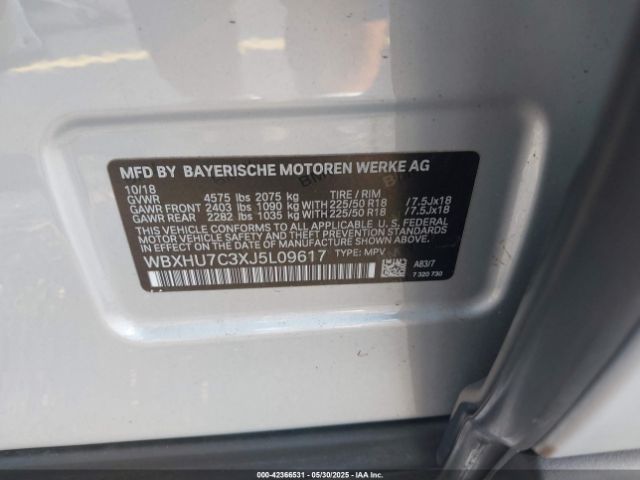 MFD BY BAYERISCHE MOTOREN WERKE AG
10/18
GVWR 4575 lbs 2075 kg TIRE / RIM
GAWR FRONT 2403 lbs 1090 kg WITH 225/50 R18 / 7.5Jx18
GAWR REAR 2282 lbs 1035 kg WITH 225/50 R18 / 7.5Jx18
THIS VEHICLE CONFORMS TO ALL APPLICABLE U.S. FEDERAL
MOTOR VEHICLE SAFETY, BUMPER, AND THEFT PREVENTION
STANDARDS IN EFFECT ON THE DATE OF MANUFACTURE SHOWN ABOVE.
WBXHU7C3XJ5L09617 TYPE: MPV
A83/7
7 320 730
000-42366531 - 05/30/2025 - IAAI.COM